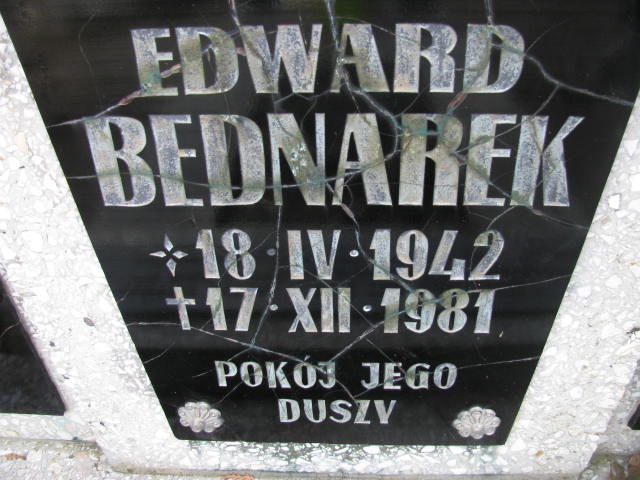 EDWARD
BEDNAREK
18 · IV · 1942
† 17 · XII · 1981
POKÓJ JEGO
DUSZY